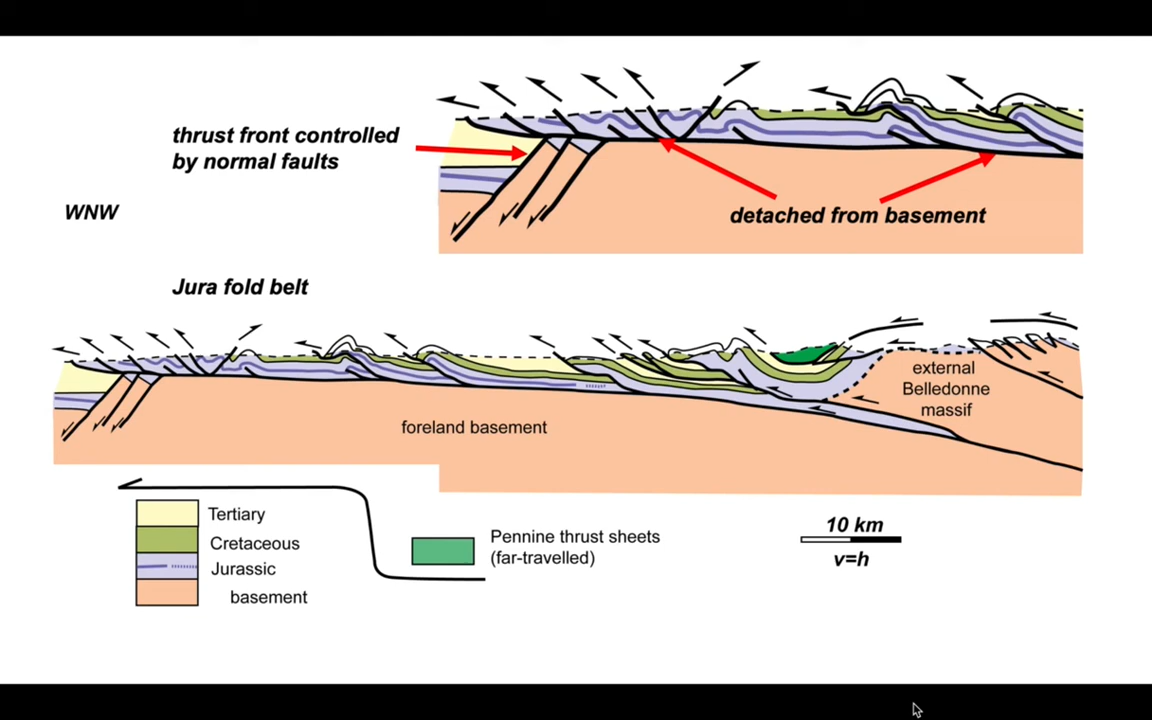 thrust front controlled
by normal faults
WNW
detached from basement
Jura fold belt
external
Belledonne
massif
foreland basement
Tertiary
Cretaceous
Jurassic
basement
Pennine thrust sheets
(far-travelled)
10 km
v=h